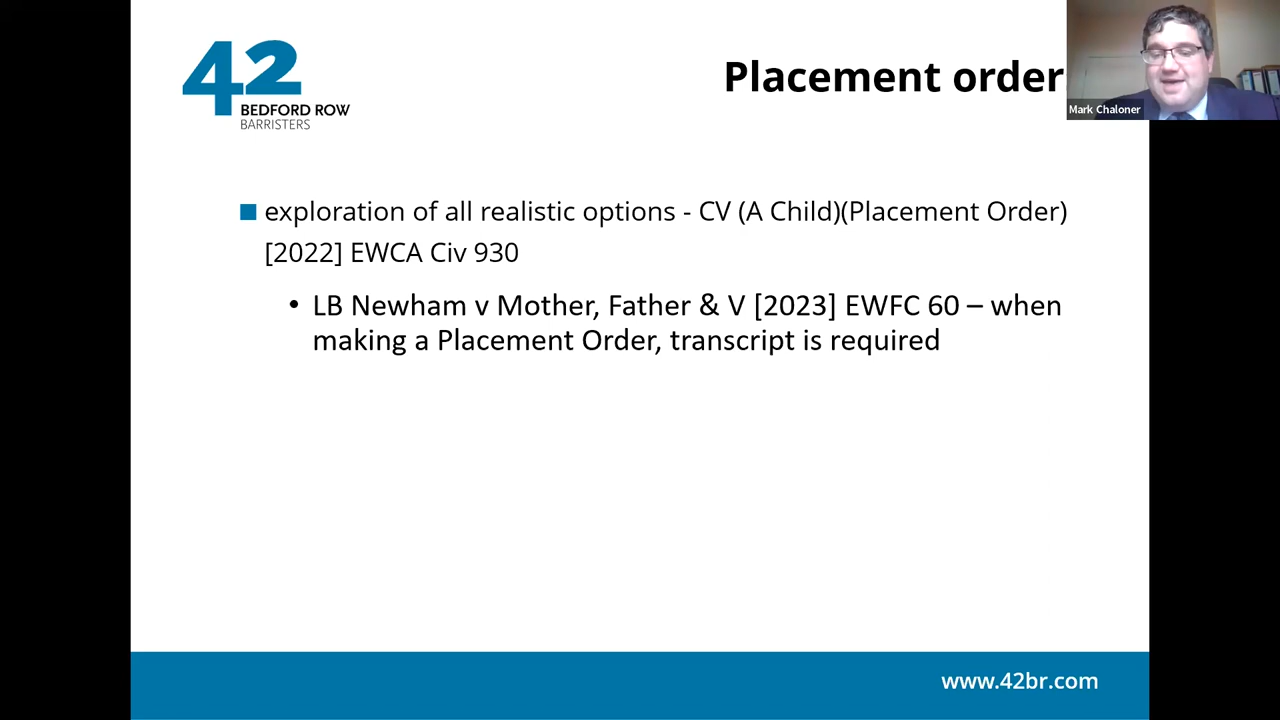 42
BEDFORD ROW
BARRISTERS
Placement order
Mark Chaloner
■ exploration of all realistic options - CV (A Child)(Placement Order)
[2022] EWCA Civ 930
• LB Newham v Mother, Father & V [2023] EWFC 60 – when
making a Placement Order, transcript is required
www.42br.com